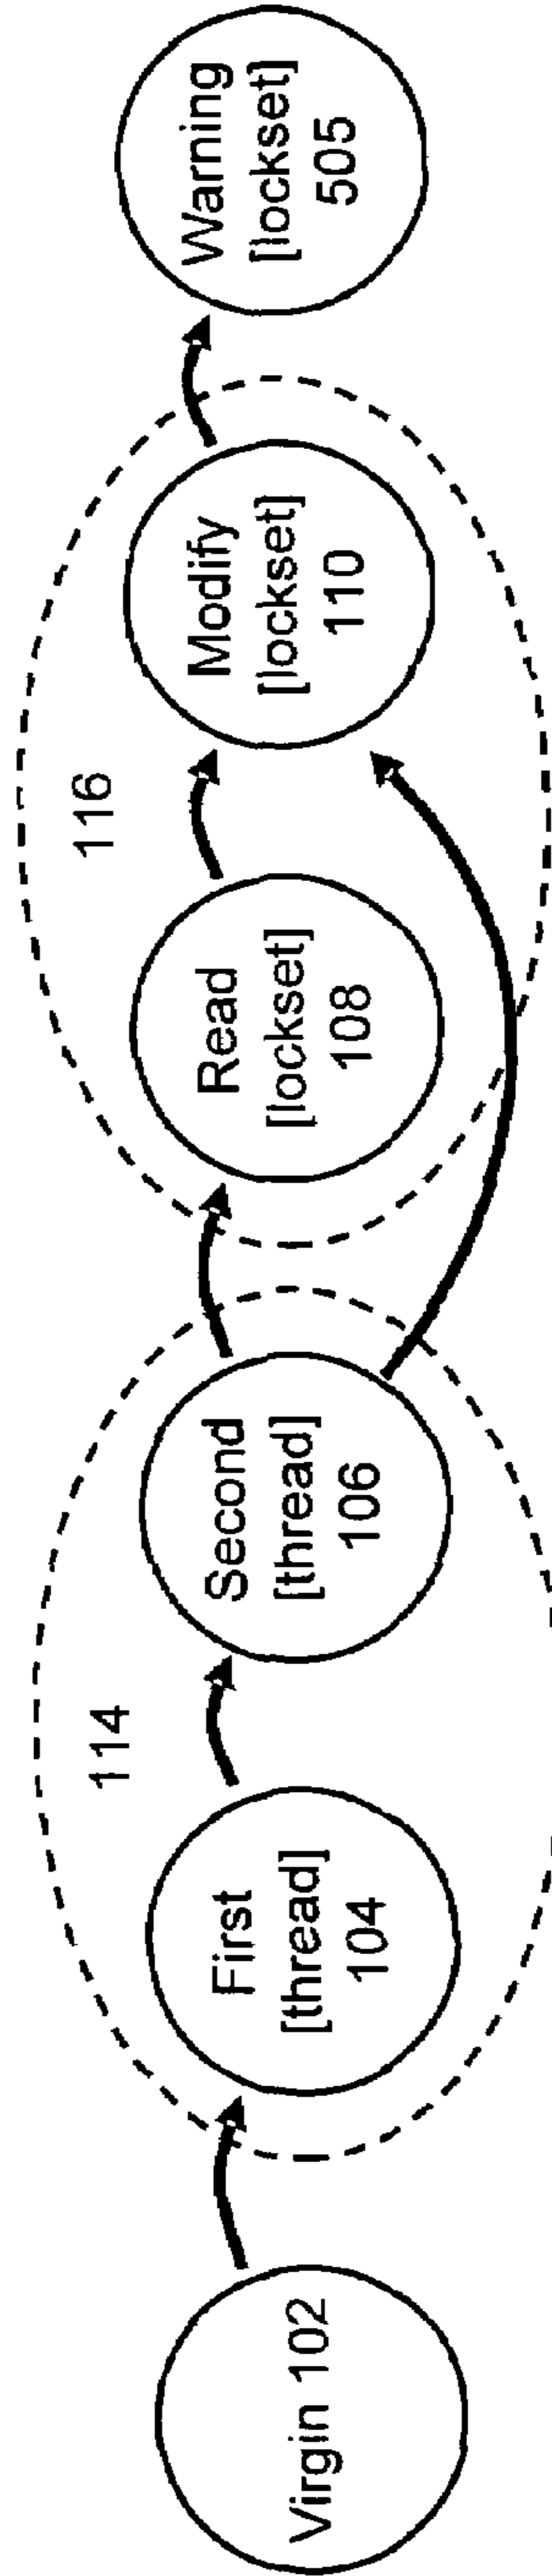 Virgin 102
114
First
[thread]
104
Second
[thread]
106
116
Read
[lockset]
108
Modify
[lockset]
110
Warning
[lockset]
505